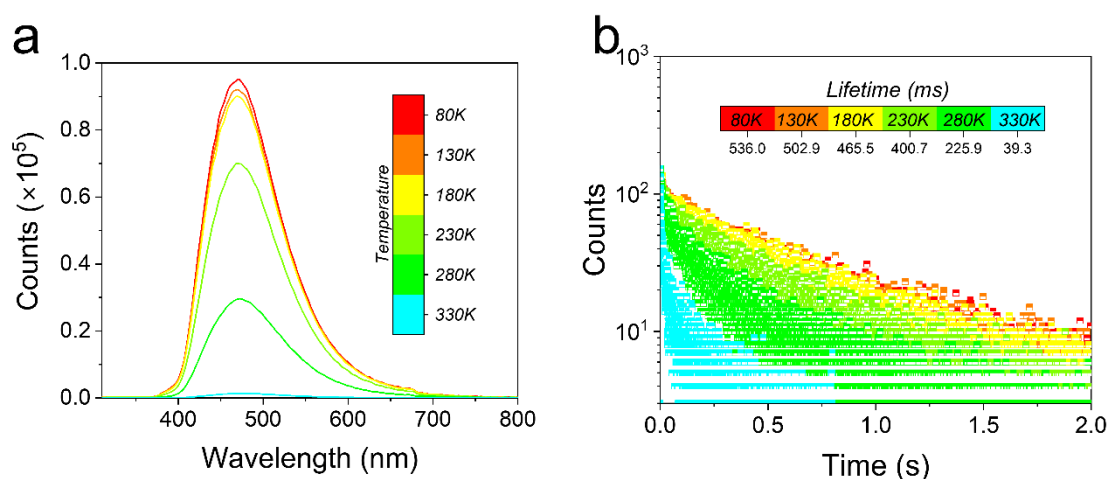 a
Counts (×10⁵)
1.0
0.8
0.6
0.4
0.2
0.0
400
500
600
700
800
Wavelength (nm)
Temperature
80K
130K
180K
230K
280K
330K
b
Counts
10³
10²
10¹
0.0
0.5
1.0
1.5
2.0
Time (s)
Lifetime (ms)
80K 130K 180K 230K 280K 330K
536.0 502.9 465.5 400.7 225.9 39.3